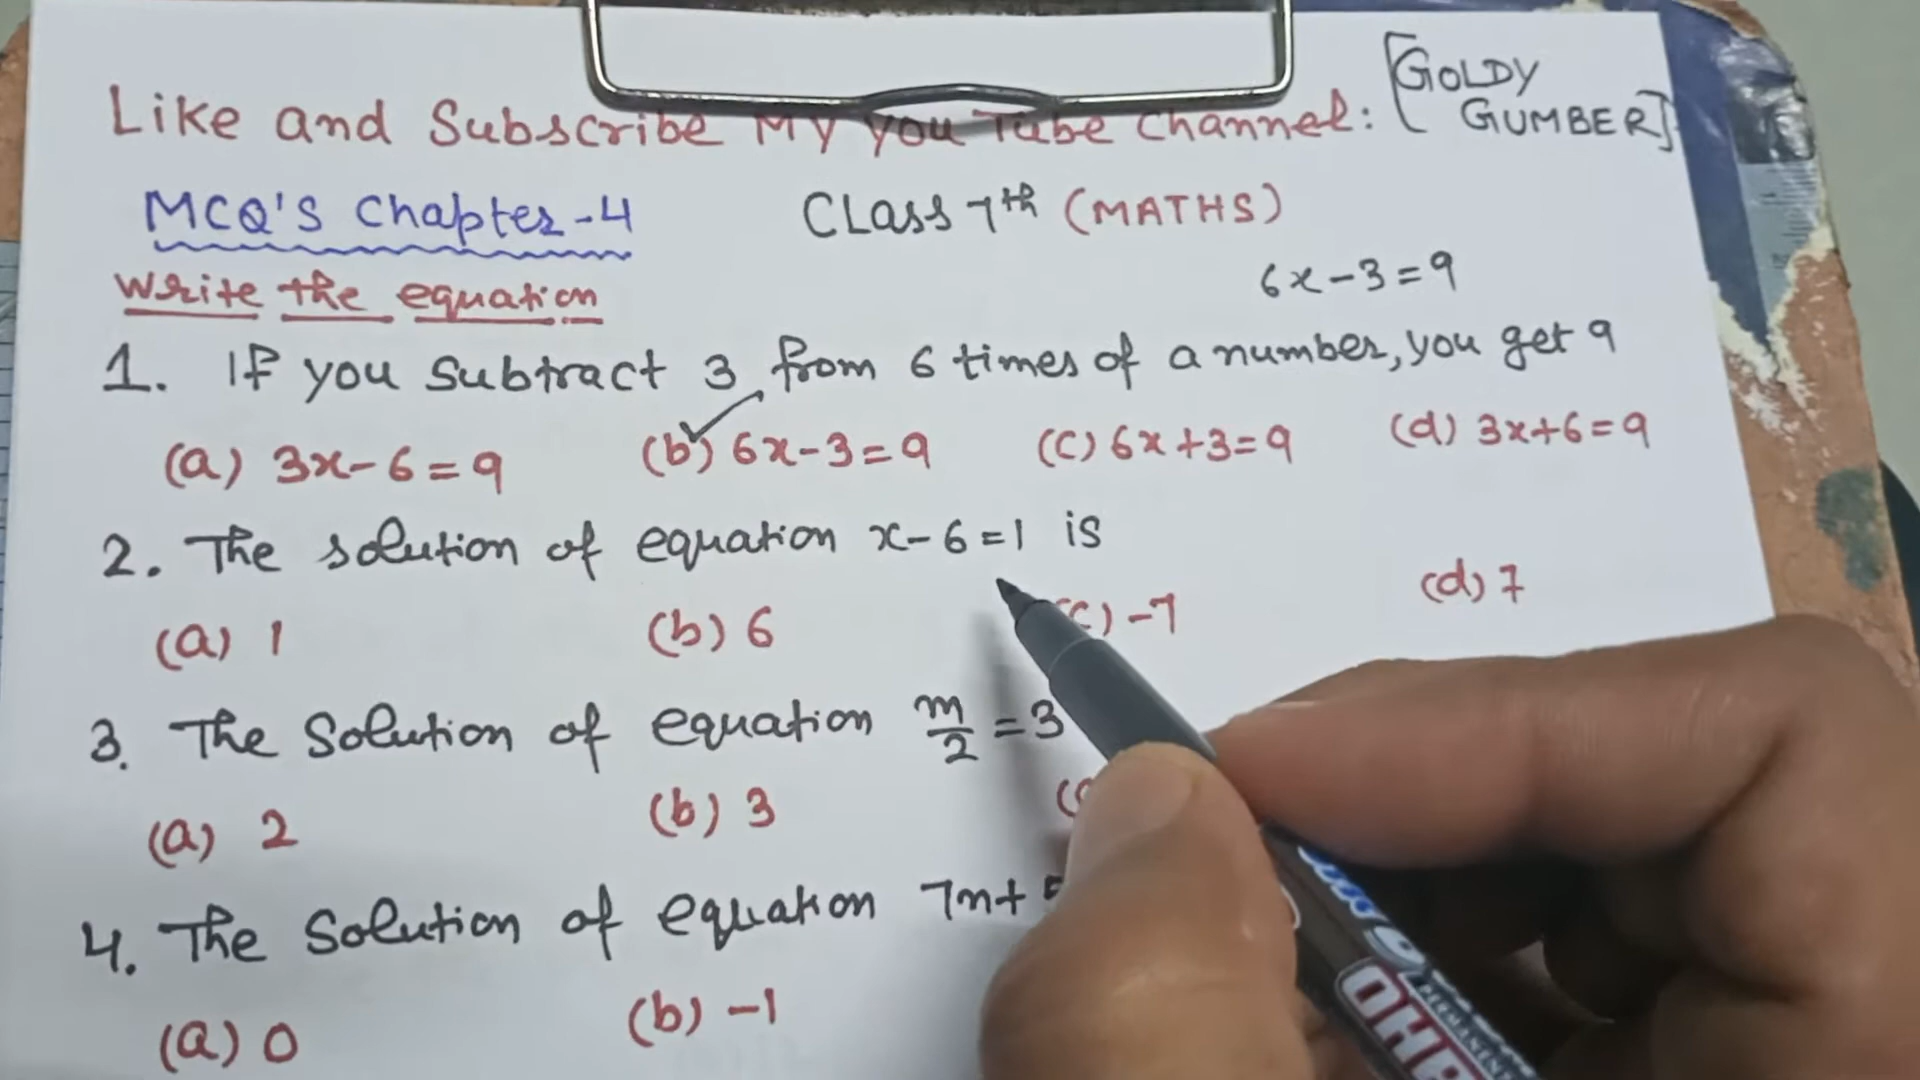 Like and Subscribe My You Tube Channel: [GOLDY GUMBER]
MCQ'S Chapter-4 CLass 7th (MATHS)
Write the equation 6x-3=9
1. If you subtract 3 from 6 times of a number, you get 9
(a) 3x-6=9 (b) 6x-3=9 (c) 6x+3=9 (d) 3x+6=9
2. The solution of equation x-6=1 is
(a) 1 (b) 6 (c) -7 (d) 7
3. The Solution of equation m/2 =3
(a) 2 (b) 3
4. The Solution of equation 7n+5
(a) 0 (b) -1